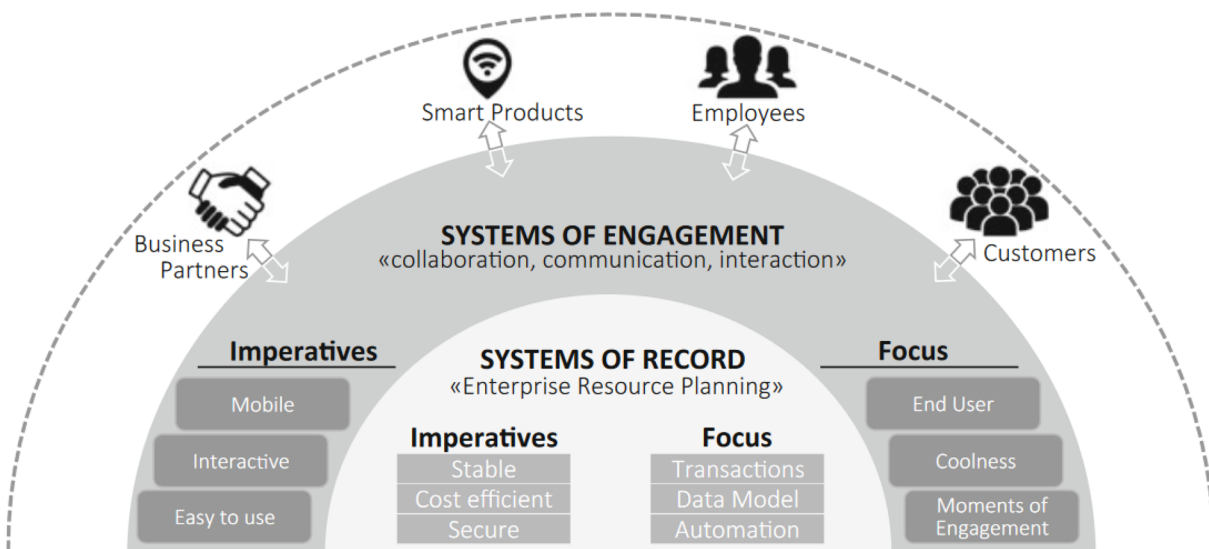 Smart Products
Employees
Business
Partners
Customers
SYSTEMS OF ENGAGEMENT
«collaboration, communication, interaction»
Imperatives
Mobile
Interactive
Easy to use
Focus
End User
Coolness
Moments of
Engagement
SYSTEMS OF RECORD
«Enterprise Resource Planning»
Imperatives
Stable
Cost efficient
Secure
Focus
Transactions
Data Model
Automation